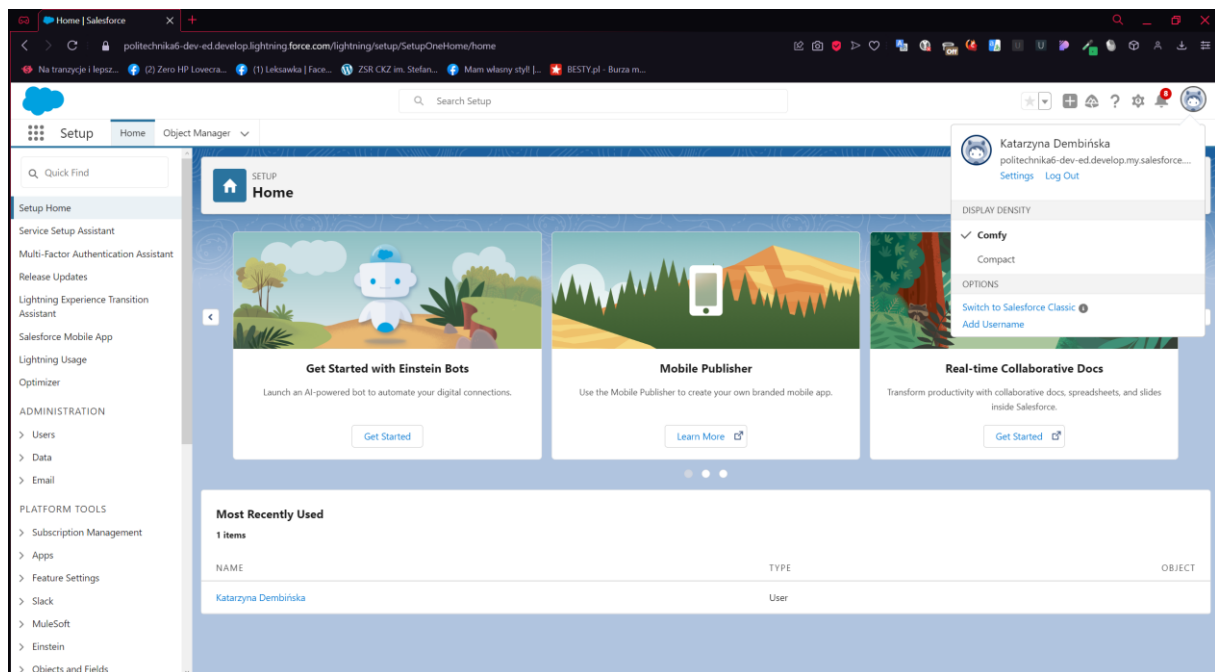 Home | Salesforce
politechnika6-dev-ed.develop.lightning.force.com/lightning/setup/SetupOneHome/home
Na tranzycje i lepsz... (2) Zero HP Lovecra... (1) Leksawka | Face... ZSR CKZ im. Stefan... Mam własny styl! |... BESTY.pl - Burza m...
Search Setup
8
Setup Home Object Manager
Quick Find
Setup Home
Service Setup Assistant
Multi-Factor Authentication Assistant
Release Updates
Lightning Experience Transition
Assistant
Salesforce Mobile App
Lightning Usage
Optimizer
ADMINISTRATION
Users
Data
Email
PLATFORM TOOLS
Subscription Management
Apps
Feature Settings
Slack
MuleSoft
Einstein
Objects and Fields
SETUP
Home
Katarzyna Dembińska
politechnika6-dev-ed.develop.my.salesforce....
Settings Log Out
DISPLAY DENSITY
Comfy
Compact
OPTIONS
Switch to Salesforce Classic
Add Username
Get Started with Einstein Bots
Launch an AI-powered bot to automate your digital connections.
Get Started
Mobile Publisher
Use the Mobile Publisher to create your own branded mobile app.
Learn More
Real-time Collaborative Docs
Transform productivity with collaborative docs, spreadsheets, and slides
inside Salesforce.
Get Started
Most Recently Used
1 items
NAME TYPE OBJECT
Katarzyna Dembińska User